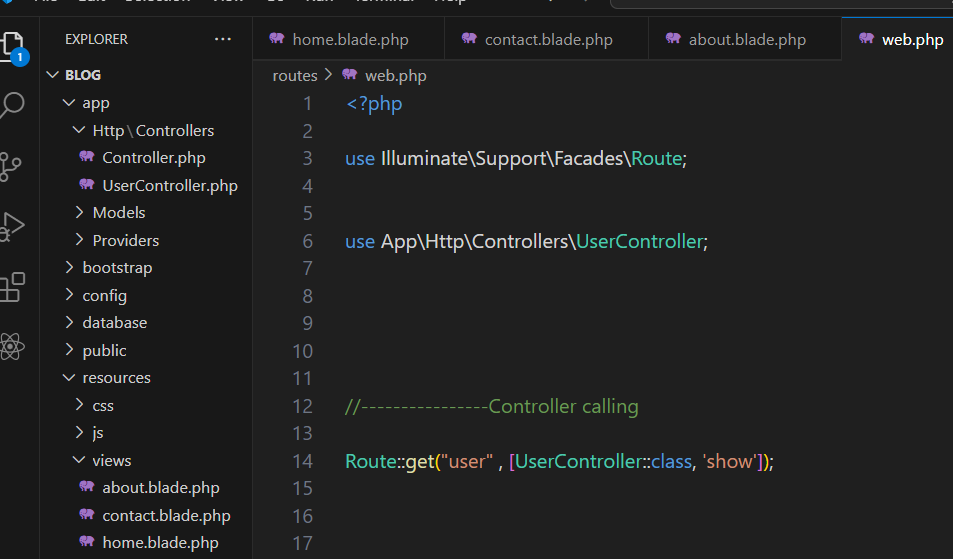 EXPLORER ...
BLOG
app
Http\Controllers
Controller.php
UserController.php
Models
Providers
bootstrap
config
database
public
resources
css
js
views
about.blade.php
contact.blade.php
home.blade.php
1
home.blade.php contact.blade.php about.blade.php web.php
routes > web.php
1 <?php
2
3 use Illuminate\Support\Facades\Route;
4
5
6 use App\Http\Controllers\UserController;
7
8
9
10
11
12 //----------------Controller calling
13
14 Route::get("user" , [UserController::class, 'show']);
15
16
17